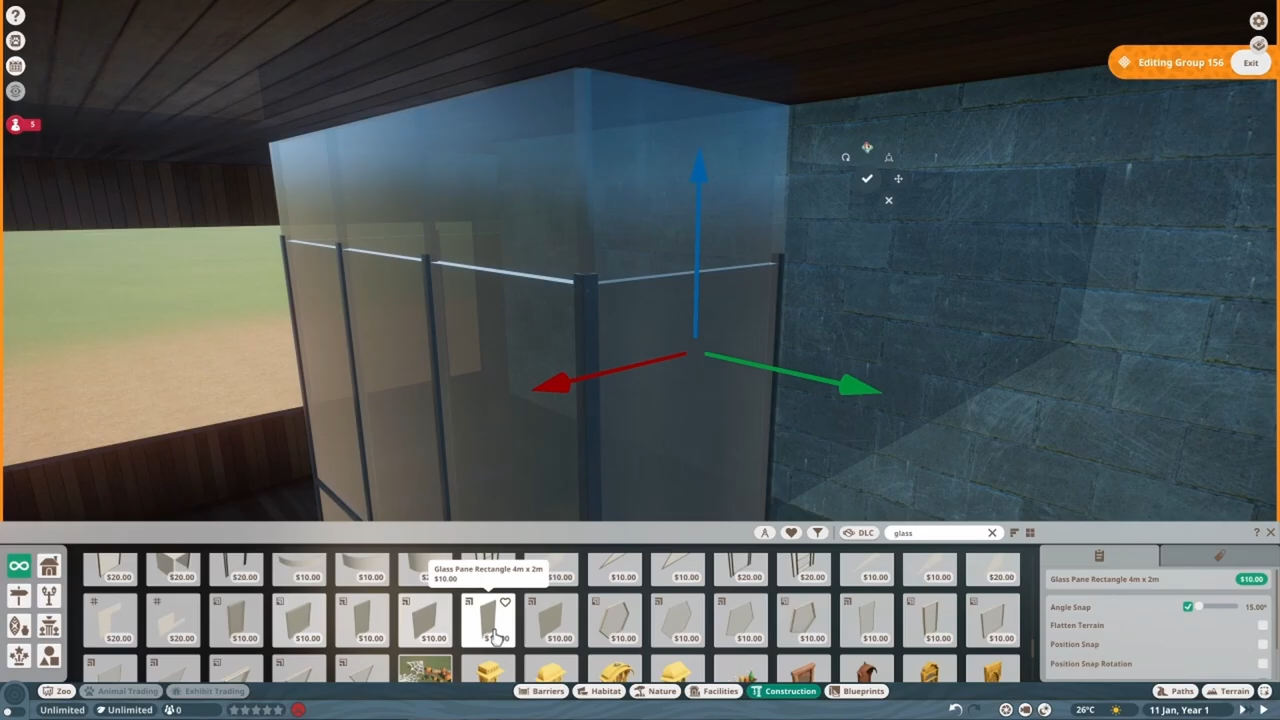 Editing Group 156
Exit
5
DLC
glass
$20.00
$20.00
$20.00
$10.00
$10.00
$10.00
$10.00
$10.00
$20.00
$20.00
$10.00
$10.00
$20.00
Glass Pane Rectangle 4m x 2m
$10.00
$20.00
$20.00
$10.00
$10.00
$10.00
$10.00
$10.00
$10.00
$10.00
$10.00
$10.00
$10.00
$10.00
$10.00
Glass Pane Rectangle 4m x 2m
$10.00
Angle Snap
15.00°
Flatten Terrain
Position Snap
Position Snap Rotation
Zoo
Animal Trading
Exhibit Trading
Barriers
Habitat
Nature
Facilities
Construction
Blueprints
Paths
Terrain
Unlimited
Unlimited
0
26°C
11 Jan, Year 1